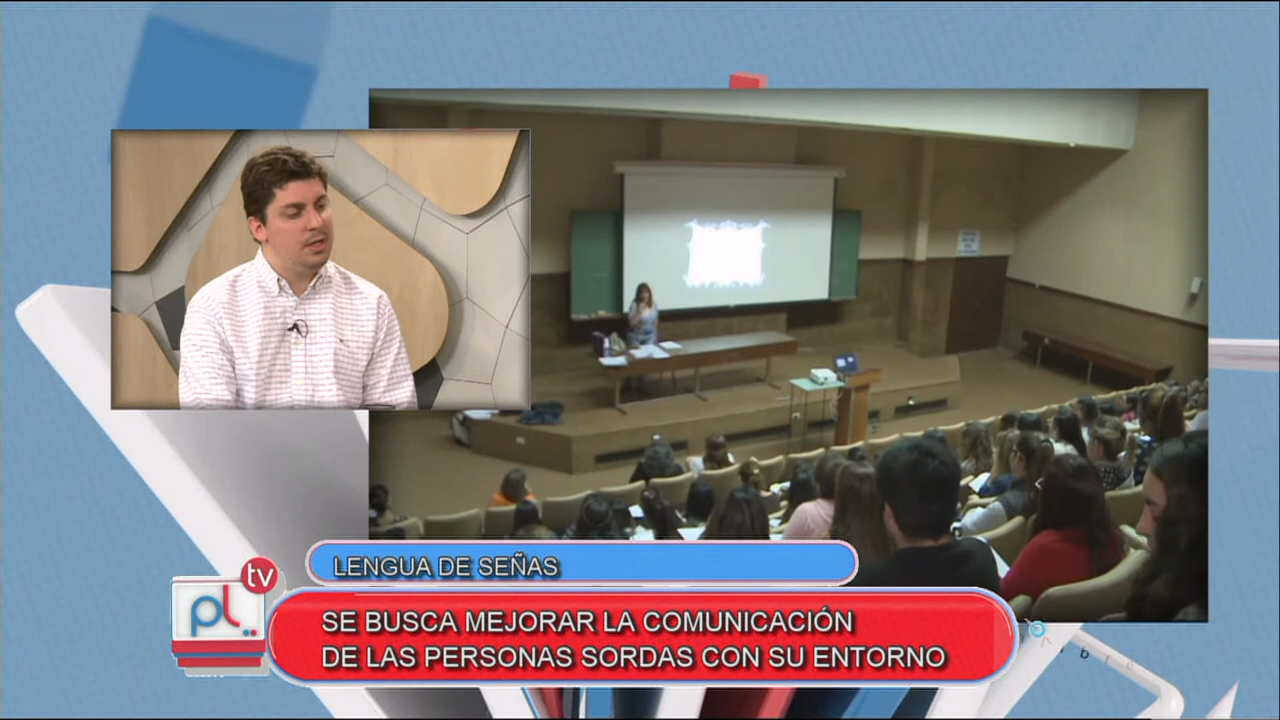 LENGUA DE SEÑAS
tv
pL..
SE BUSCA MEJORAR LA COMUNICACIÓN
DE LAS PERSONAS SORDAS CON SU ENTORNO